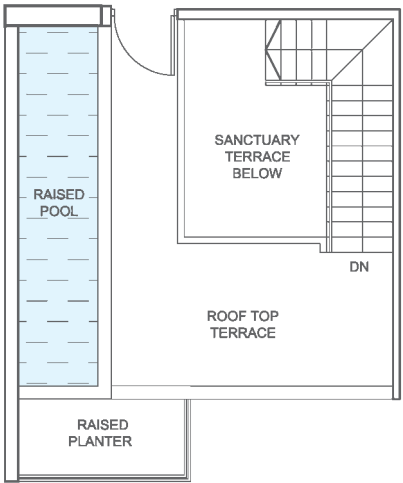 SANCTUARY
TERRACE
BELOW
RAISED
POOL
DN
ROOF TOP
TERRACE
RAISED
PLANTER